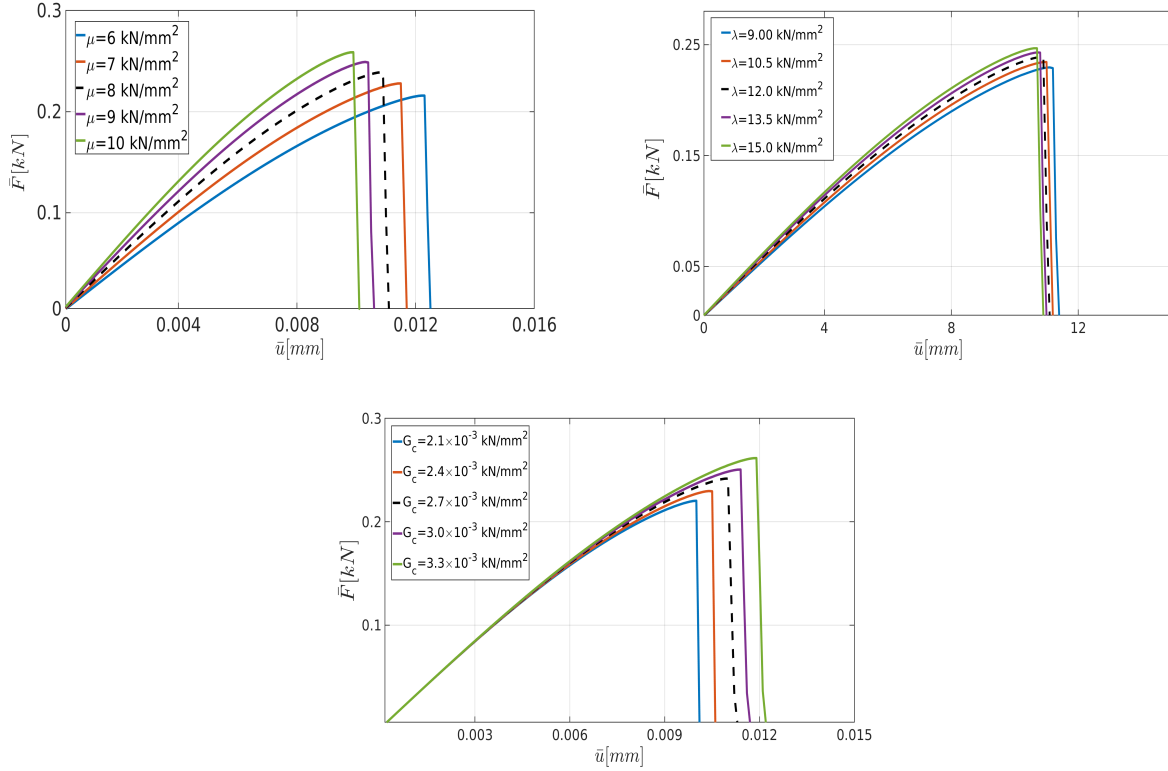 0.3
μ=6 kN/mm²
μ=7 kN/mm²
μ=8 kN/mm²
μ=9 kN/mm²
μ=10 kN/mm²
0.2
0.1
0
F̄[kN]
0 0.004 0.008 0.012 0.016
ū[mm]
0.25
λ=9.00 kN/mm²
λ=10.5 kN/mm²
λ=12.0 kN/mm²
λ=13.5 kN/mm²
λ=15.0 kN/mm²
0.15
0.05
0
F̄[kN]
0 4 8 12
ū[mm]
0.3
G_c=2.1×10⁻³ kN/mm²
G_c=2.4×10⁻³ kN/mm²
G_c=2.7×10⁻³ kN/mm²
G_c=3.0×10⁻³ kN/mm²
G_c=3.3×10⁻³ kN/mm²
0.2
0.1
F̄[kN]
0.003 0.006 0.009 0.012 0.015
ū[mm]